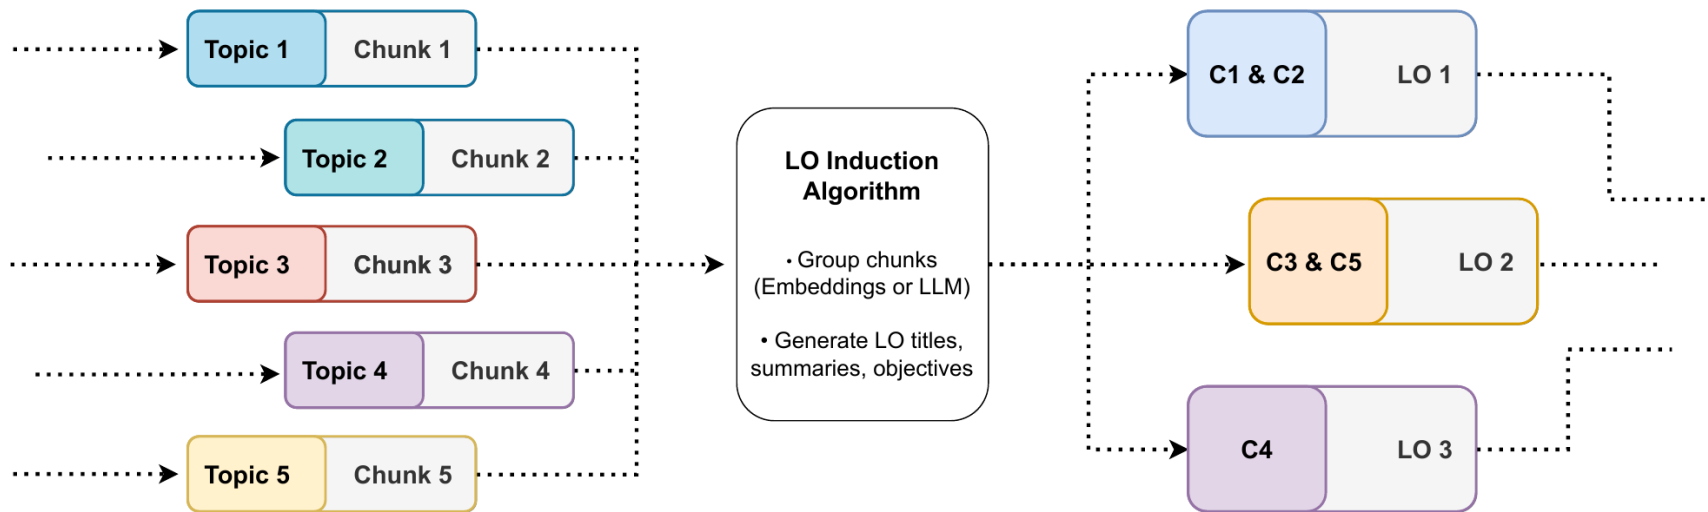 Topic 1 Chunk 1
Topic 2 Chunk 2
Topic 3 Chunk 3
Topic 4 Chunk 4
Topic 5 Chunk 5
LO Induction
Algorithm
· Group chunks
(Embeddings or LLM)
• Generate LO titles,
summaries, objectives
C1 & C2 LO 1
C3 & C5 LO 2
C4 LO 3